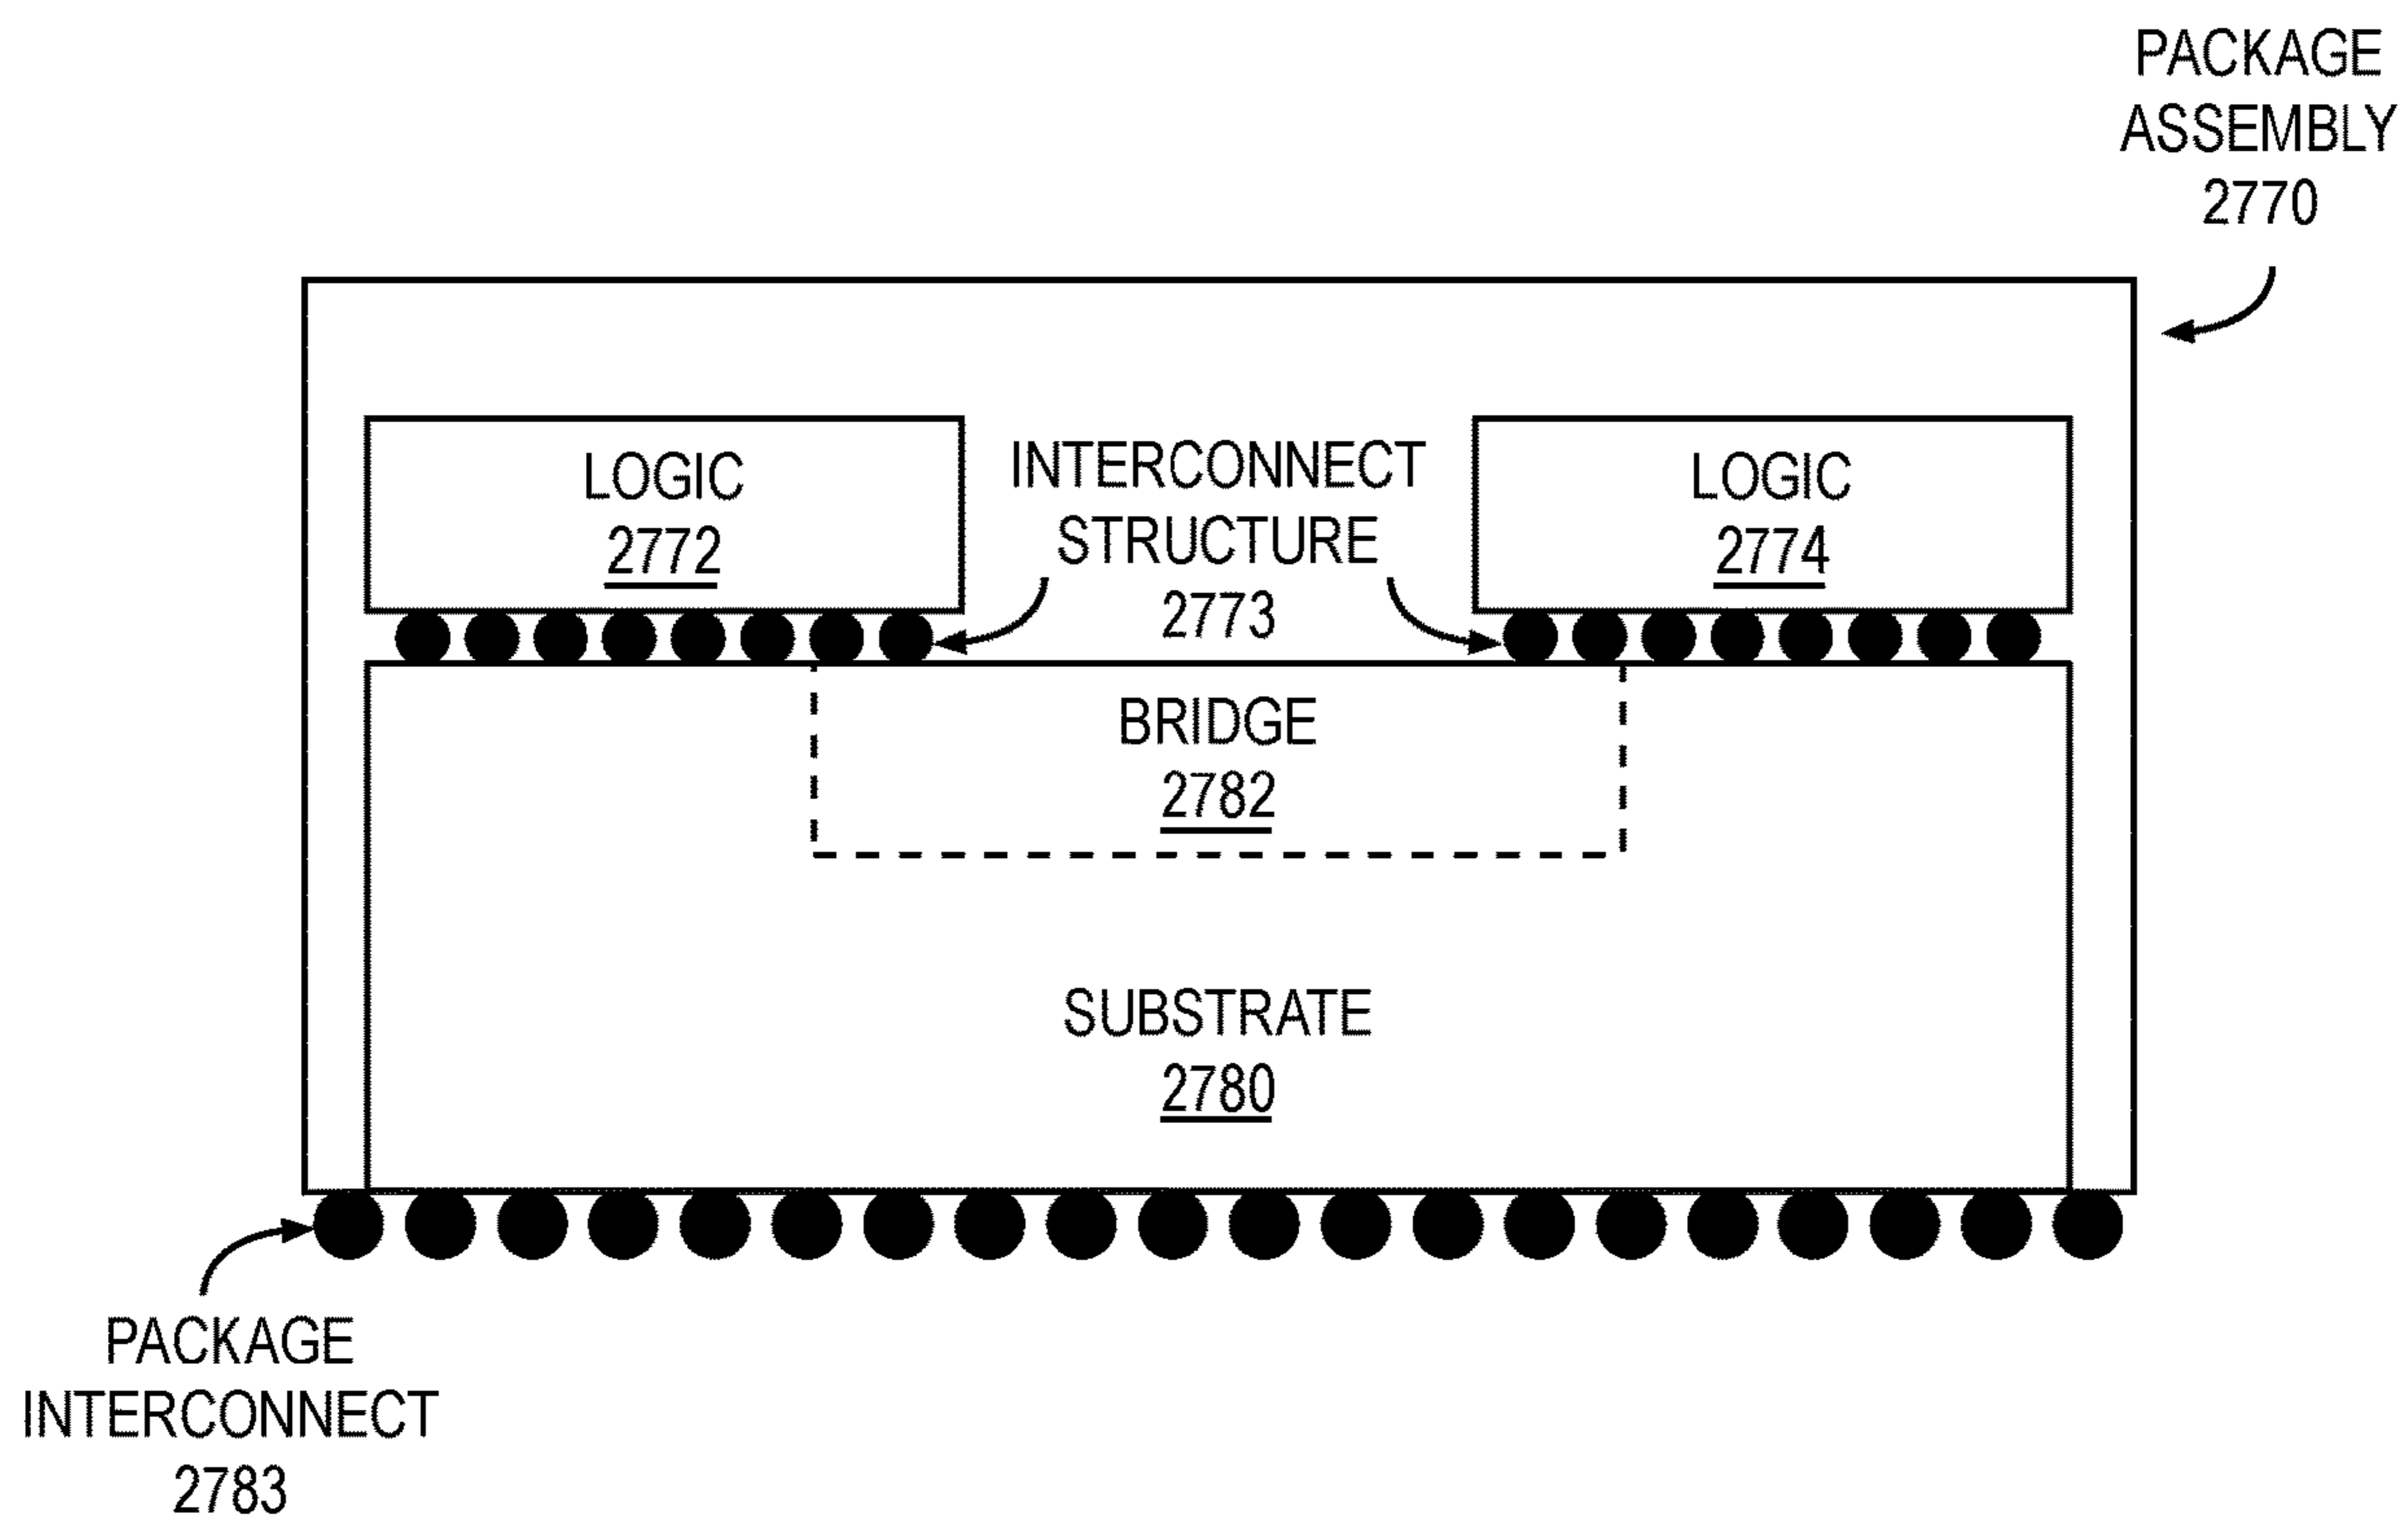 PACKAGE
ASSEMBLY
2770
LOGIC
2772
INTERCONNECT
STRUCTURE
2773
LOGIC
2774
BRIDGE
2782
SUBSTRATE
2780
PACKAGE
INTERCONNECT
2783